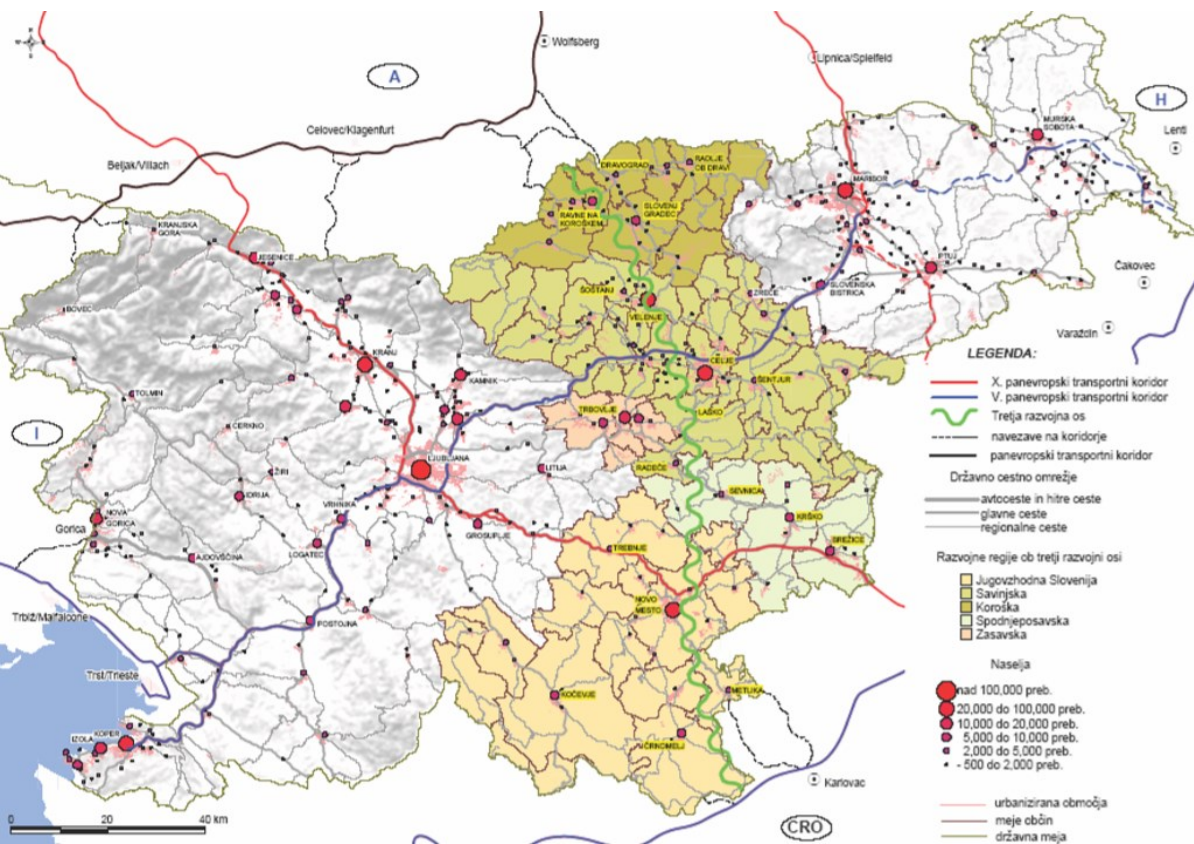 Wolfsberg
Lipnica/Spielfeld
A
H
Lenti
Celovec/Klagenfurt
Beljak/Villach
MURSKA
SOBOTA
DRAVOGRAD
RADLJE
OB DRAVI
MARIBOR
RAVNE NA
KOROŠKEM
SLOVENJ
GRADEC
KRANJSKA
GORA
JESENICE
PTUJ
Čakovec
BOVEC
ŠOŠTANJ
ZREČE
SLOVENSKA
BISTRICA
VELENJE
Varaždin
KRANJ
CELJE
KAMNIK
ŠENTJUR
TOLMIN
TRBOVLJE
LAŠKO
I
CERKNO
LJUBLJANA
LITIJA
RADEČE
ŽIRI
IDRIJA
SEVNICA
VRHNIKA
KRŠKO
NOVA
GORICA
Gorica
GROSUPLJE
LOGATEC
AJDOVŠČINA
TREBNJE
BREŽICE
NOVO
MESTO
Trbiž/Malfalcone
POSTOJNA
Trst/Trieste
KOČEVJE
METLIKA
IZOLA
KOPER
ČRNOMELJ
Karlovac
CRO
0 20 40 km
LEGENDA:
X. panevropski transportni koridor
V. panevropski transportni koridor
Tretja razvojna os
navezave na koridorje
panevropski transportni koridor
Državno cestno omrežje
avtoceste in hitre ceste
glavne ceste
regionalne ceste
Razvojne regije ob tretji razvojni osi
Jugovzhodna Slovenija
Savinjska
Koroška
Spodnjeposavska
Zasavska
Naselja
nad 100,000 preb.
20,000 do 100,000 preb.
10,000 do 20,000 preb.
5,000 do 10,000 preb.
2,000 do 5,000 preb.
- 500 do 2,000 preb.
urbanizirana območja
meje občin
državna meja